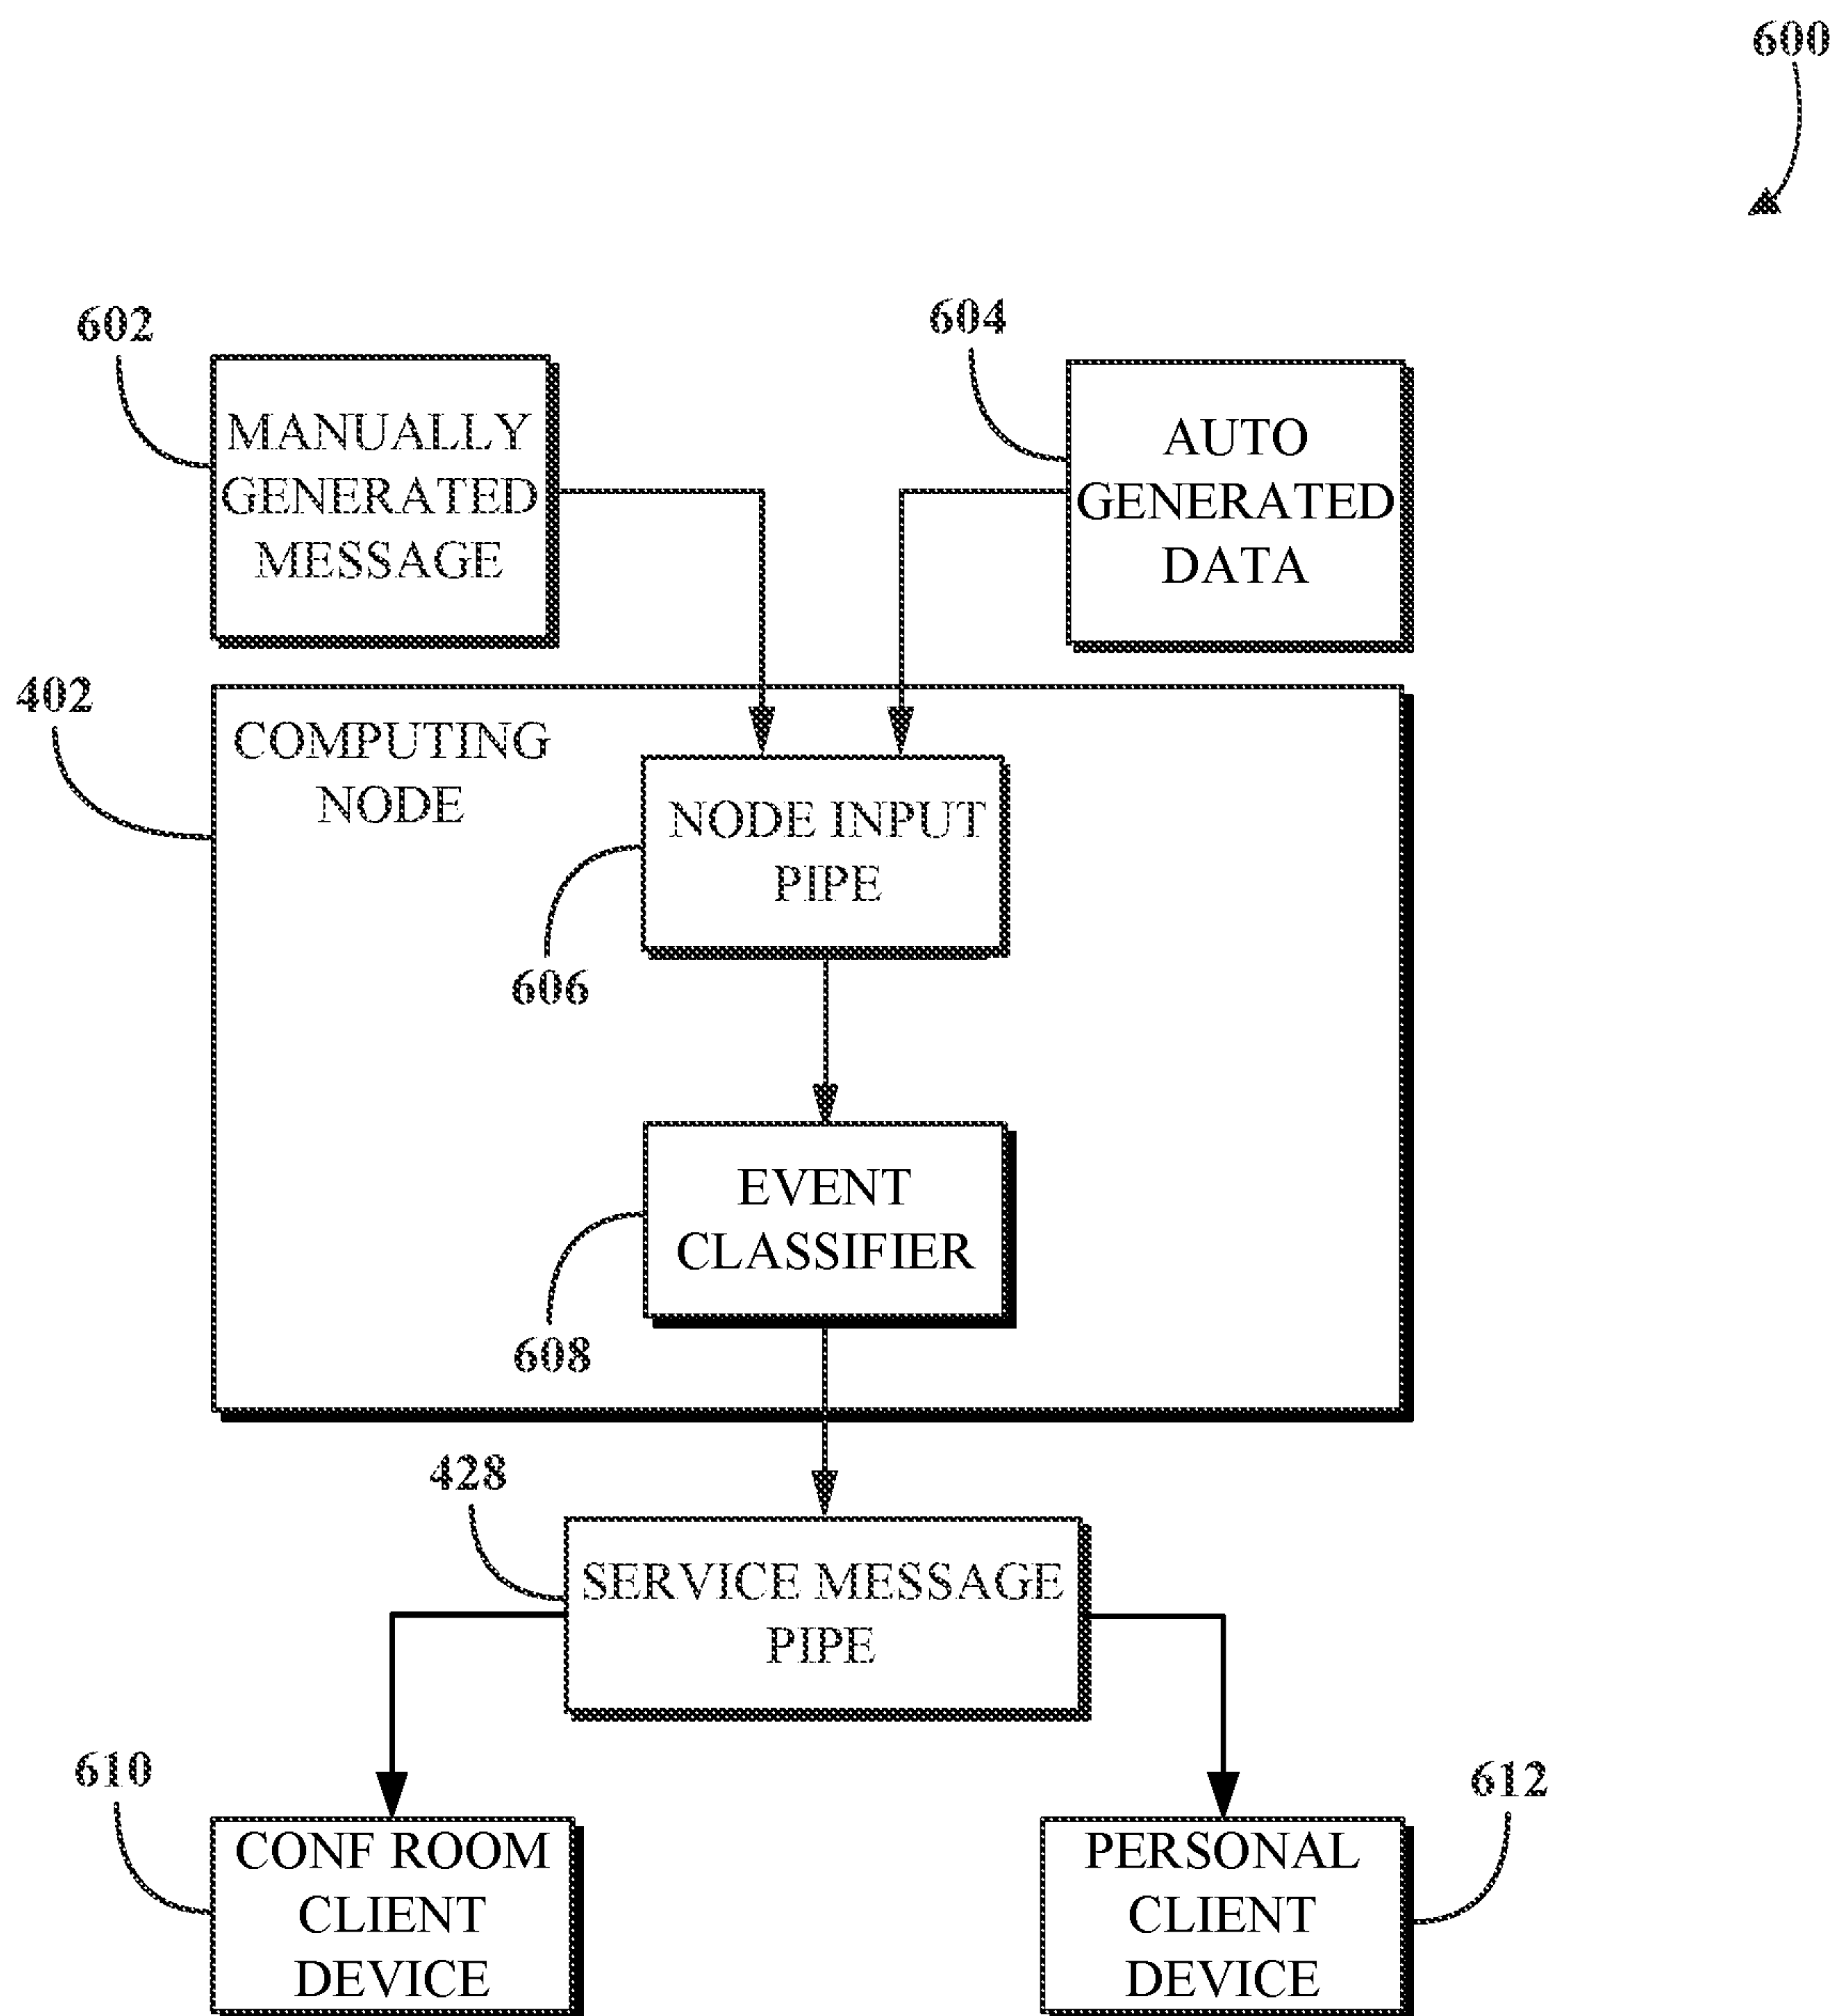 600
602
604
MANUALLY
GENERATED
MESSAGE
AUTO
GENERATED
DATA
402
COMPUTING
NODE
NODE INPUT
PIPE
606
EVENT
CLASSIFIER
608
428
SERVICE MESSAGE
PIPE
610
612
CONF ROOM
CLIENT
DEVICE
PERSONAL
CLIENT
DEVICE